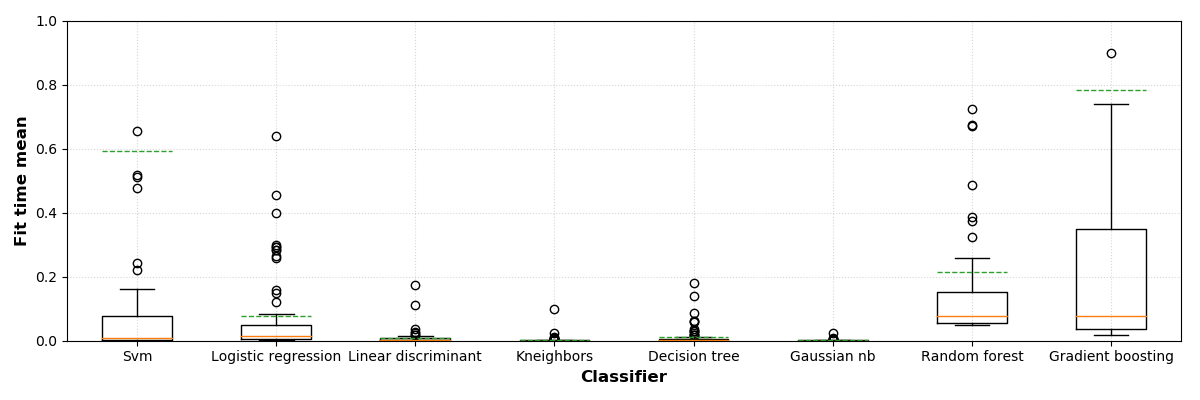 1.0
0.8
0.6
0.4
0.2
0.0
Fit time mean
Svm
Logistic regression
Linear discriminant
Kneighbors
Decision tree
Gaussian nb
Random forest
Gradient boosting
Classifier